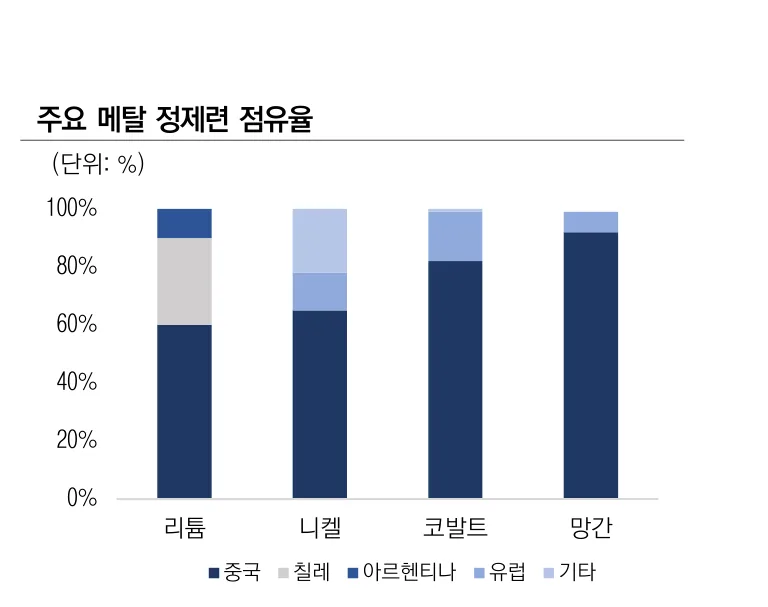 주요 메탈 정제련 점유율
(단위: %)
100%
80%
60%
40%
20%
0%
리튬 니켈 코발트 망간
중국 칠레 아르헨티나 유럽 기타